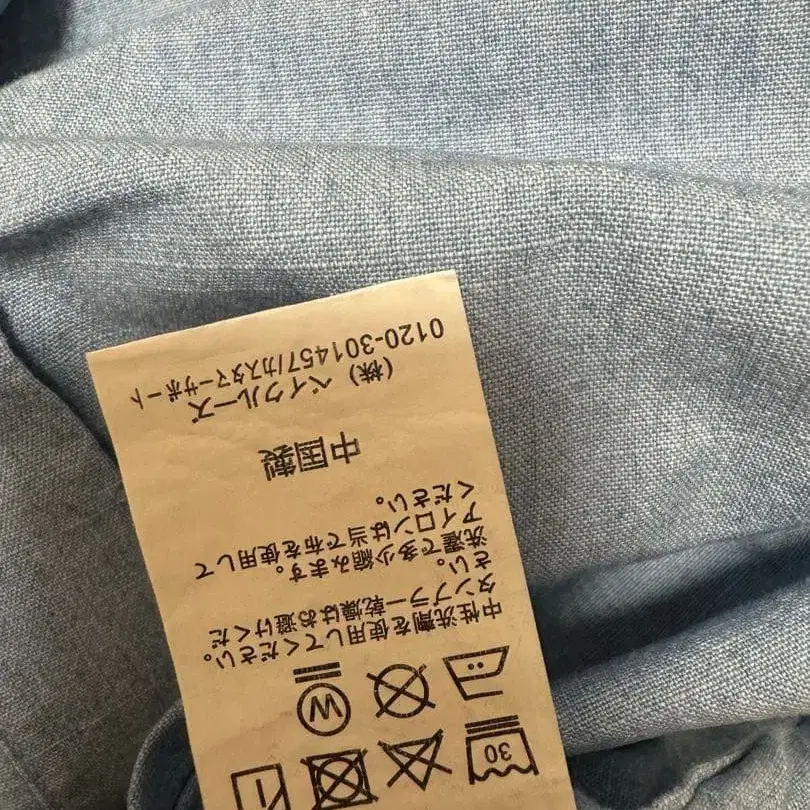 30
W
中性洗剤を使用してください。
タンブラー乾燥はお避けくだ
さい。
洗濯で多少縮みます。
アイロンは当て布を使用して
ください。
中国製
(株) ベイクルーズ
0120-301457/カスタマーサポート